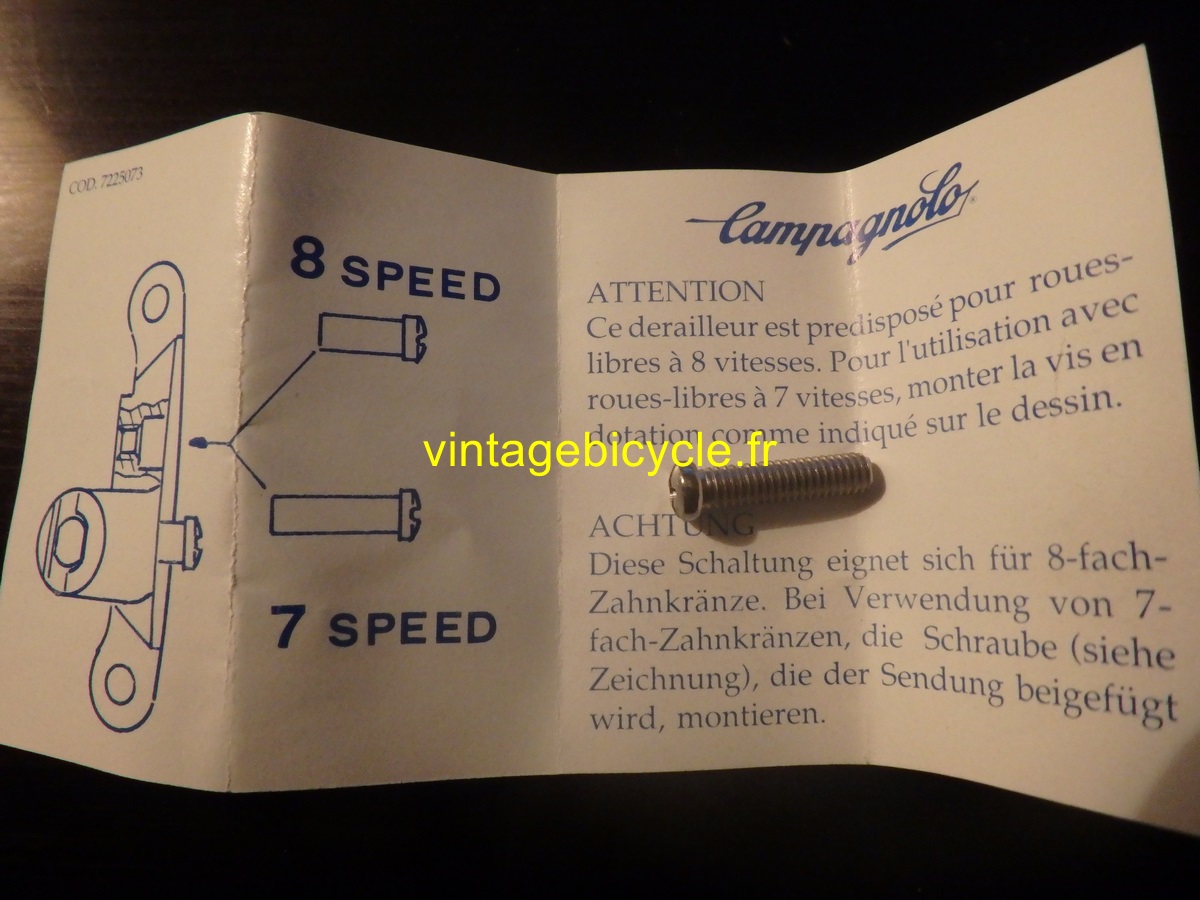 COD. 7225073
8 SPEED
7 SPEED
Campagnolo®
ATTENTION
Ce derailleur est predisposé pour roues-
libres à 8 vitesses. Pour l'utilisation avec
roues-libres à 7 vitesses, monter la vis en
dotation comme indiqué sur le dessin.
vintagebicycle.fr
ACHTUNG
Diese Schaltung eignet sich für 8-fach-
Zahnkränze. Bei Verwendung von 7-
fach-Zahnkränzen, die Schraube (siehe
Zeichnung), die der Sendung beigefügt
wird, montieren.